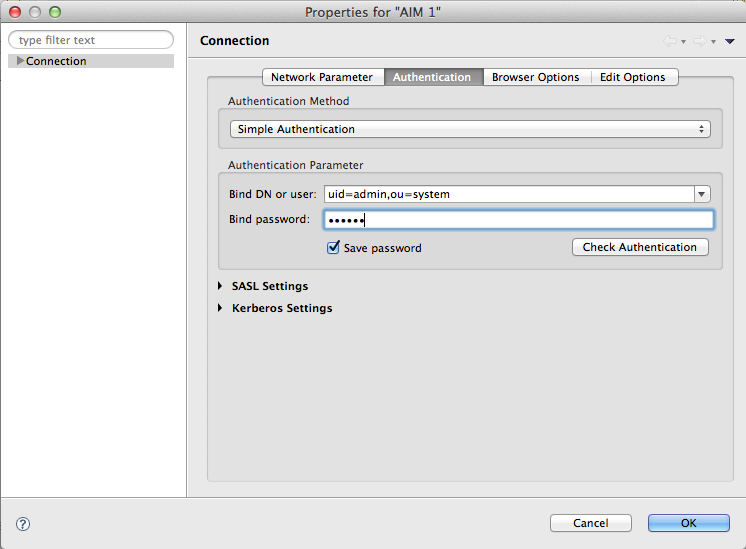 Properties for "AIM 1"
type filter text
Connection
Connection
Network Parameter Authentication Browser Options Edit Options
Authentication Method
Simple Authentication
Authentication Parameter
Bind DN or user: uid=admin,ou=system
Bind password: ••••••
Save password Check Authentication
SASL Settings
Kerberos Settings
? Cancel OK